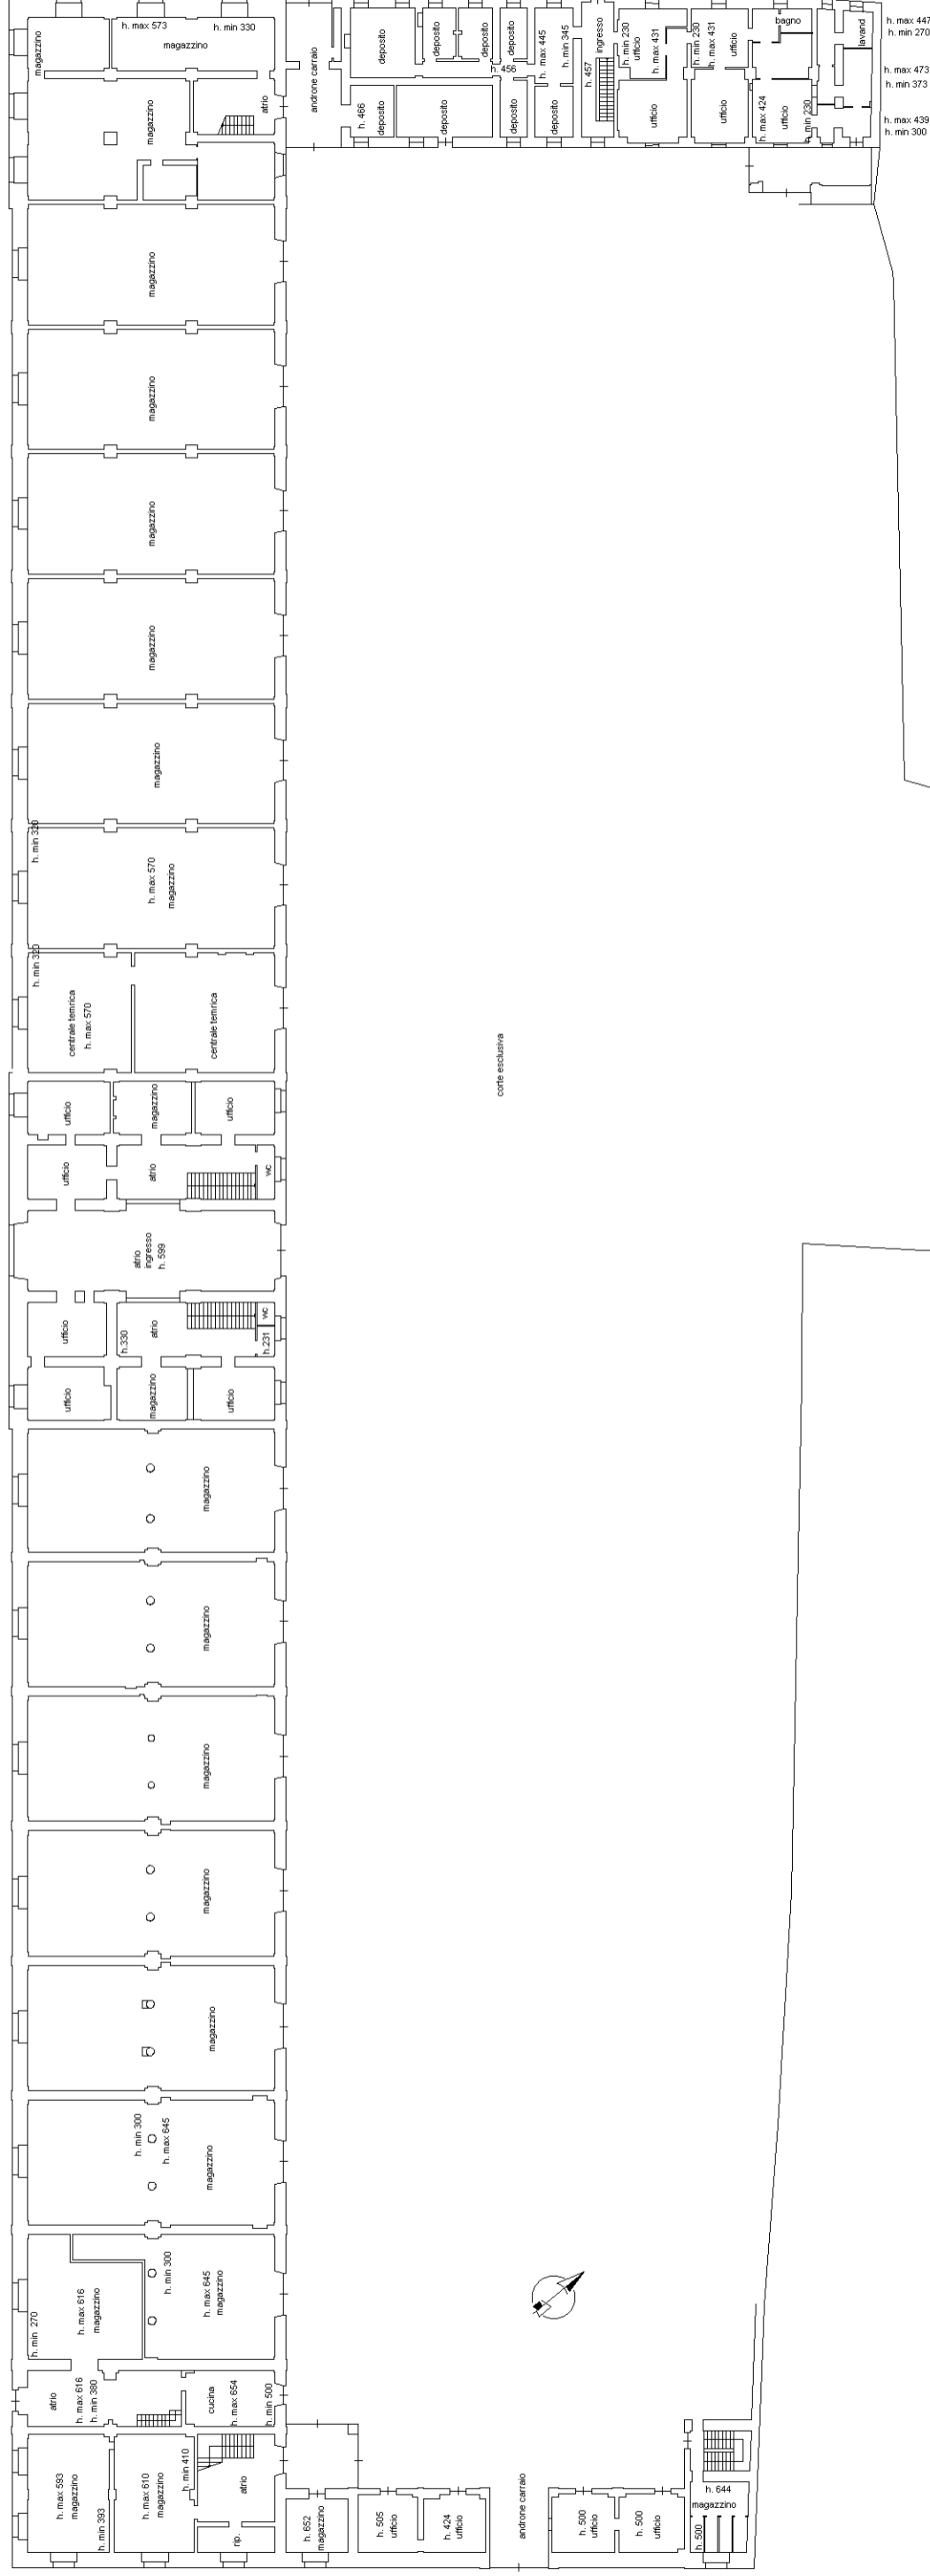 magazzino
h. max 573
magazzino
h. min 330
magazzino
atrio
androne carraio
deposito
deposito
deposito
deposito
h. 456
h. max 445
h. min 345
h. 466
deposito
deposito
deposito
deposito
ingresso
h. 457
h. min 230
ufficio
h. max 431
h. min 230
h. max 431
ufficio
bagno
lavand
h. max 447
h. min 270
h. max 473
h. min 373
h. max 439
h. min 300
ufficio
ufficio
h. max 424
ufficio
min 230
magazzino
magazzino
magazzino
magazzino
magazzino
h. min 320
h. max 570
magazzino
h. min 320
centrale temrica
h. max 570
centrale temrica
corte esclusiva
ufficio
magazzino
ufficio
ufficio
atrio
wc
atrio
ingresso
h. 599
ufficio
h.330
atrio
wc
h.231
ufficio
magazzino
ufficio
magazzino
magazzino
magazzino
magazzino
magazzino
h. min 300
h. max 645
magazzino
h. min 270
h. max 616
magazzino
h. min 300
h. max 645
magazzino
atrio
h. max 616
h. min 380
cucina
h. max 654
h. min 500
h. max 593
magazzino
h. min 393
h. max 610
magazzino
h. min 410
atrio
rip.
h. 652
magazzino
h. 505
ufficio
h. 424
ufficio
androne carraio
h. 500
ufficio
h. 500
ufficio
h. 644
magazzino
h. 500